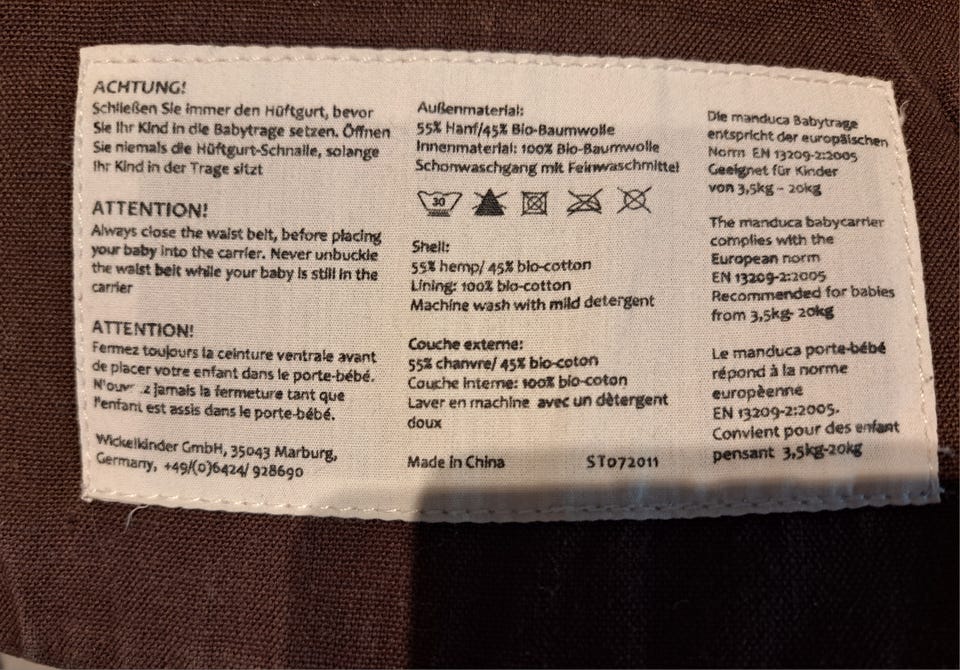 ACHTUNG!
Schließen Sie immer den Hüftgurt, bevor
Sie Ihr Kind in die Babytrage setzen. Öffnen
Sie niemals die Hüftgurt-Schnalle, solange
Ihr Kind in der Trage sitzt
ATTENTION!
Always close the waist belt, before placing
your baby into the carrier. Never unbuckle
the waist belt while your baby is still in the
carrier
ATTENTION!
Fermez toujours la ceinture ventrale avant
de placer votre enfant dans le porte-bébé.
jamais la fermeture tant que
l'enfant est assis dans le porte-bébé.
Wickelkinder GmbH, 35043 Marburg,
Germany, +49/(0)6424/ 928690
Außenmaterial:
55% Hanf/45% Bio-Baumwolle
Innenmaterial: 100% Bio-Baumwolle
Schonwaschgang mit Feinwaschmittel
30
Shell:
55% hemp/ 45% bio-cotton
Lining: 100% bio-cotton
Machine wash with mild detergent
Couche externe:
55% chanvre/ 45% bio-coton
Couche interne: 100% bio-coton
Laver en machine avec un dètergent
doux
Made in China ST072011
Die manduca Babytrage
entspricht der europäischen
Norm EN 13209-2:2005
Geeignet für Kinder
von 3,5kg - 20kg
The manduca babycarrier
complies with the
European norm
EN 13209-2:2005
Recommended for babies
from 3,5kg- 20kg
Le manduca porte-bébé
répond à la norme
europèenne
EN 13209-2:2005.
Convient pour des enfant
pensant 3,5kg-20kg